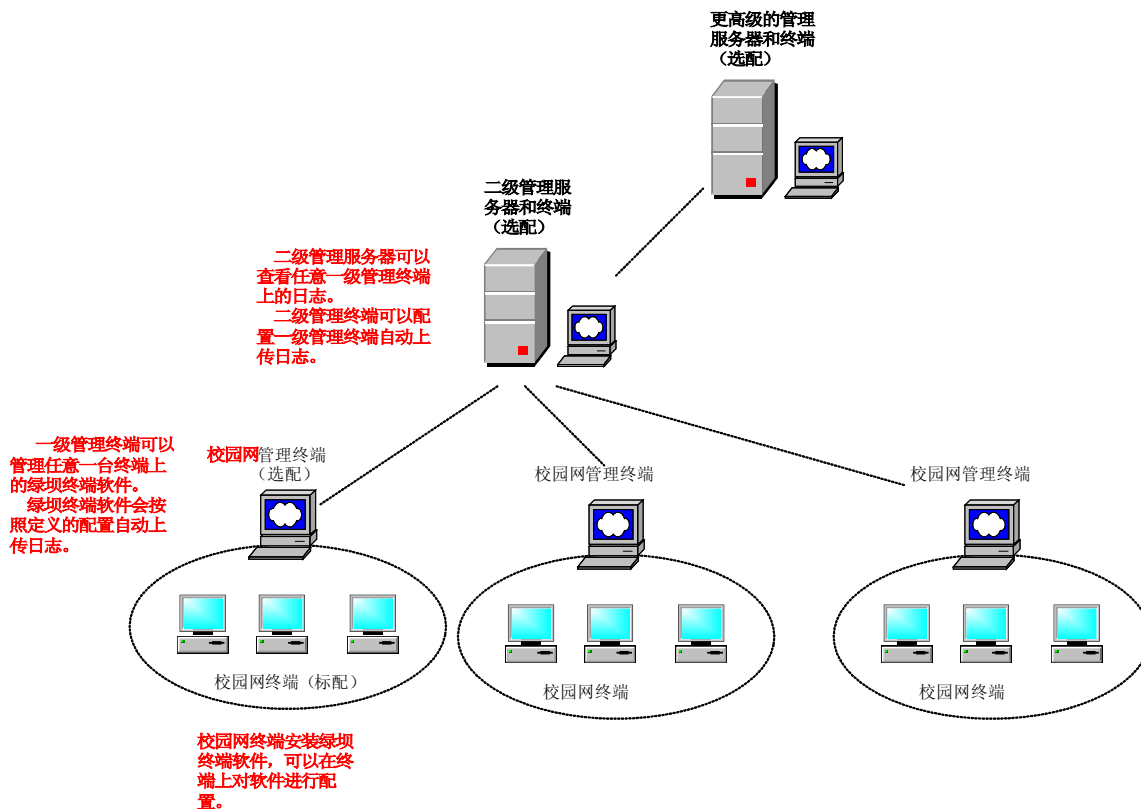 更高级的管理
服务器和终端
（选配）
二级管理服
务器和终端
（选配）
二级管理服务器可以
查看任意一级管理终端
上的日志。
二级管理终端可以配
置一级管理终端自动上
传日志。
一级管理终端可以
管理任意一台终端上
的绿坝终端软件。
绿坝终端软件会按
照定义的配置自动上
传日志。
校园网管理终端
（选配）
校园网管理终端
校园网管理终端
校园网终端（标配）
校园网终端
校园网终端
校园网终端安装绿坝
终端软件，可以在终
端上对软件进行配
置。